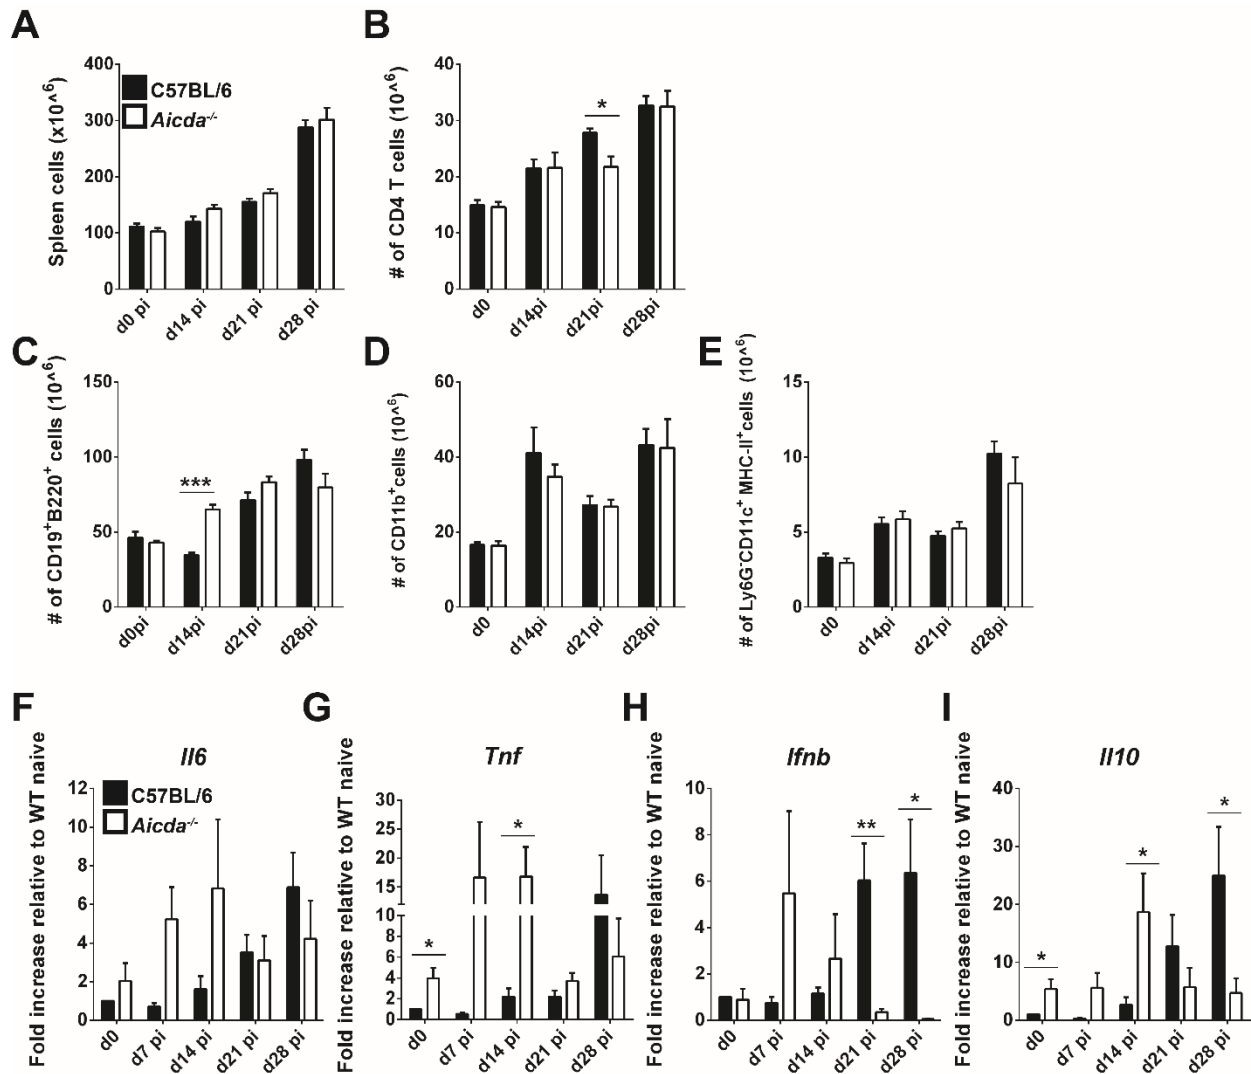 A
Spleen cells (x10^6)
400
300
200
100
0
C57BL/6
Aicda-/-
d0 pi
d14 pi
d21 pi
d28 pi
B
# of CD4 T cells (10^6)
40
30
20
10
0
*
d0
d14pi
d21pi
d28pi
C
# of CD19+B220+ cells (10^6)
150
100
50
0
***
d0pi
d14pi
d21pi
d28pi
D
# of CD11b+cells (10^6)
60
40
20
0
d0
d14pi
d21pi
d28pi
E
# of Ly6G-CD11c+ MHC-II+cells (10^6)
15
10
5
0
d0
d14pi
d21pi
d28pi
F
Il6
Fold increase relative to WT naive
12
10
8
6
4
2
0
C57BL/6
Aicda-/-
d0
d7 pi
d14 pi
d21 pi
d28 pi
G
Tnf
Fold increase relative to WT naive
30
25
20
15
10
8
6
4
2
0
*
*
d0
d7 pi
d14 pi
d21 pi
d28 pi
H
Ifnb
Fold increase relative to WT naive
10
8
6
4
2
0
**
*
d0
d7 pi
d14 pi
d21 pi
d28 pi
I
Il10
Fold increase relative to WT naive
40
30
20
10
0
*
*
*
d0
d7 pi
d14 pi
d21 pi
d28 pi